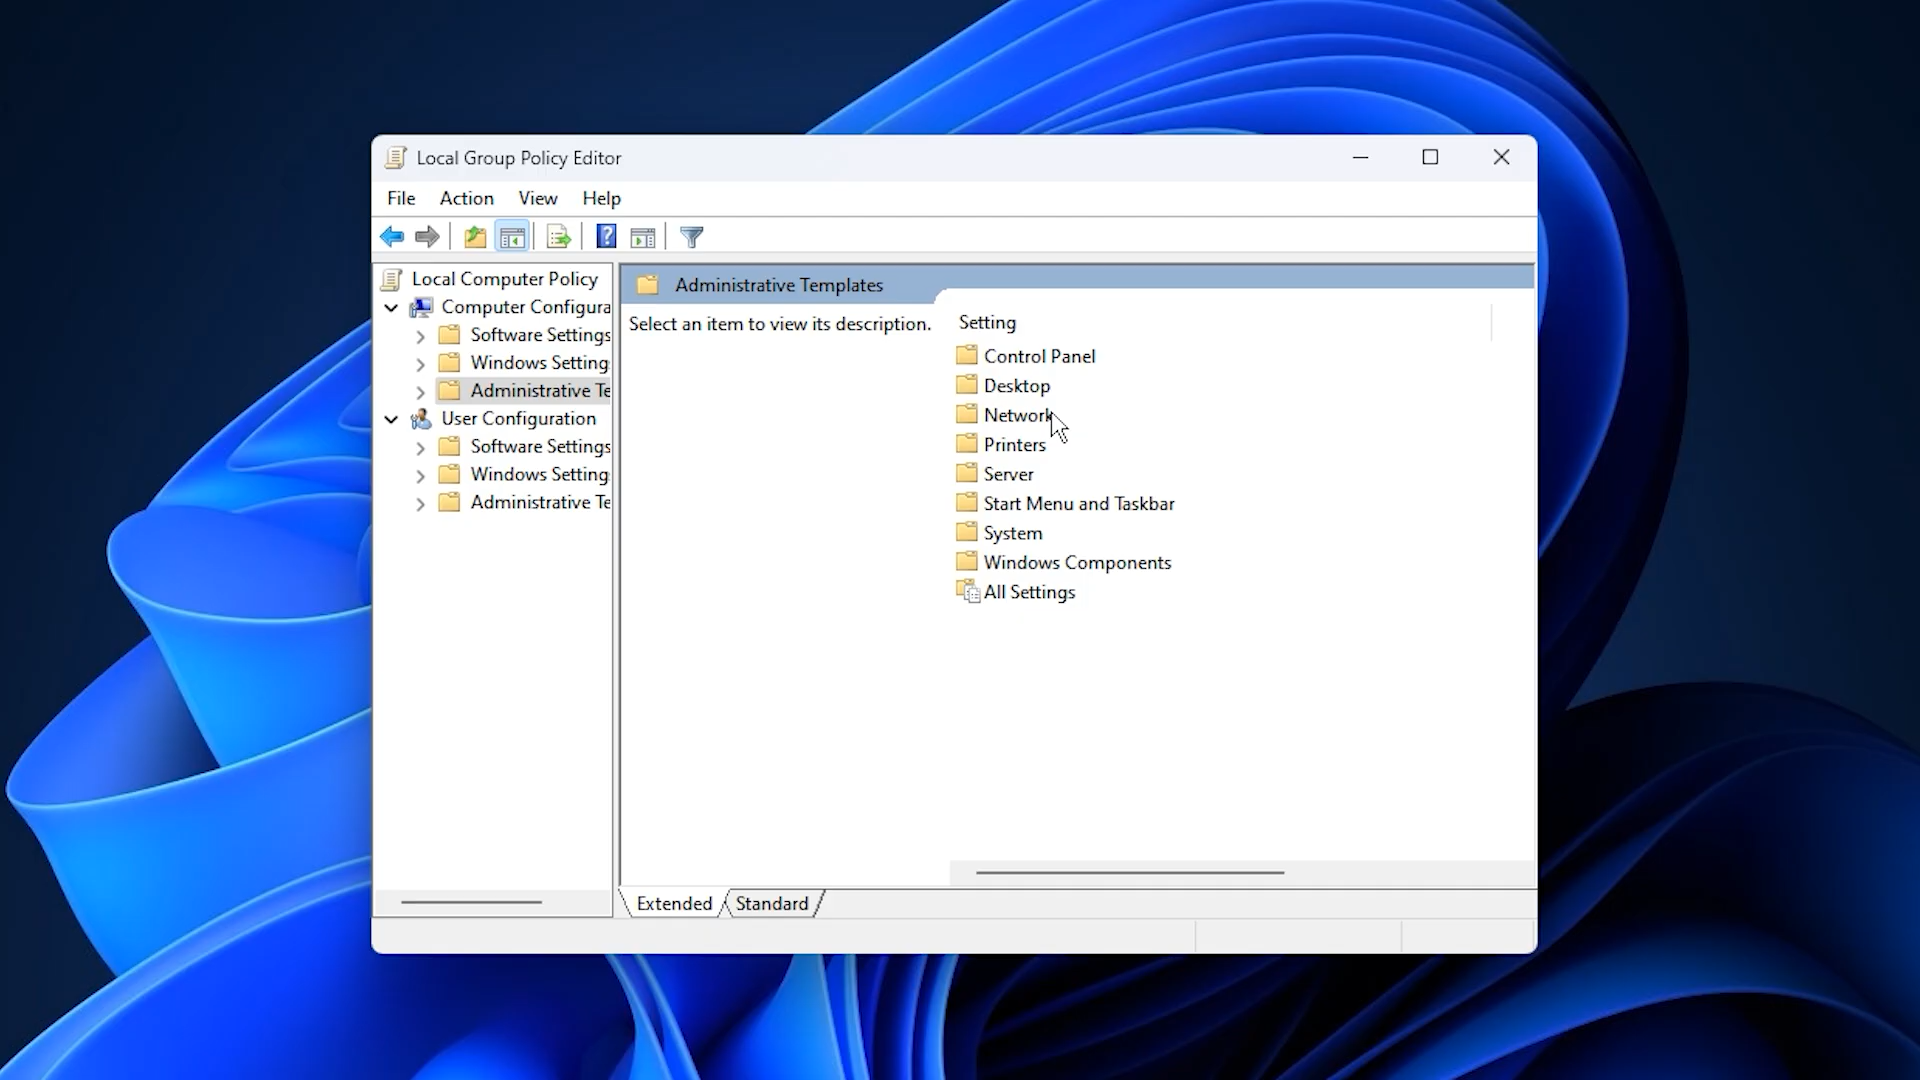 Local Group Policy Editor
File Action View Help
Local Computer Policy
Computer Configura
Software Settings
Windows Setting
Administrative Te
User Configuration
Software Settings
Windows Setting
Administrative Te
Administrative Templates
Select an item to view its description.
Setting
Control Panel
Desktop
Network
Printers
Server
Start Menu and Taskbar
System
Windows Components
All Settings
Extended Standard